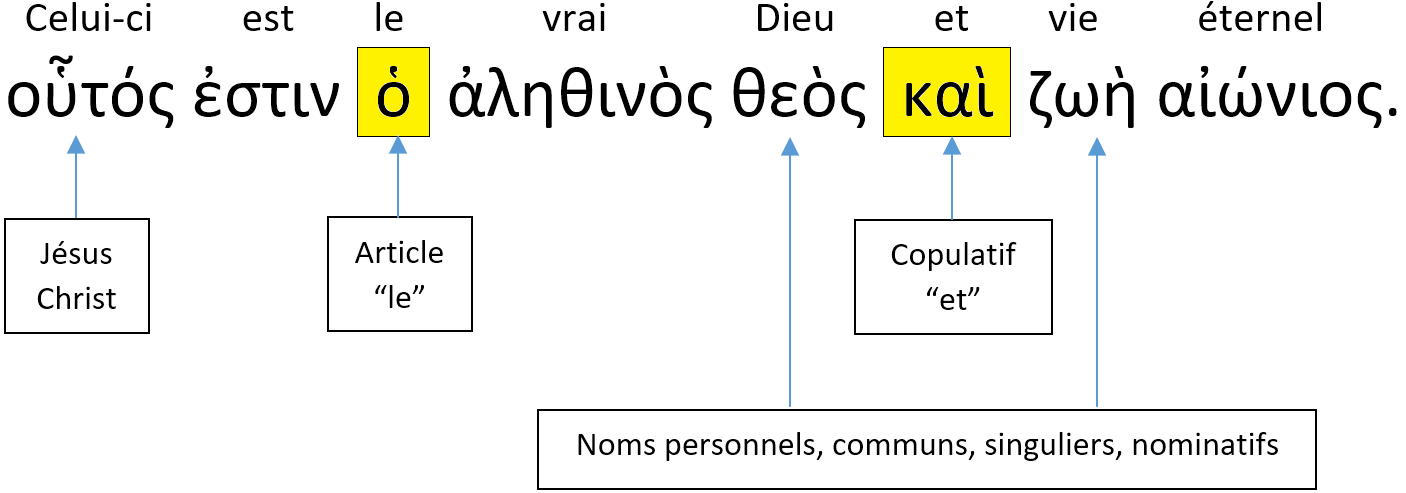 Celui-ci est le vrai Dieu et vie éternel
οὗτός ἐστιν ὁ ἀληθινὸς θεὸς καὶ ζωὴ αἰώνιος.
Jésus
Christ
Article
“le”
Copulatif
“et”
Noms personnels, communs, singuliers, nominatifs